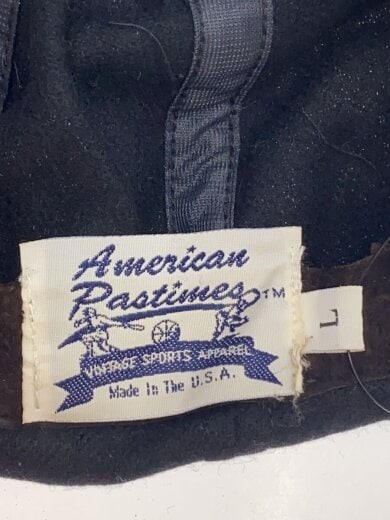 American
Pastimes™
VINTAGE SPORTS APPAREL
Made In The U.S.A.
L